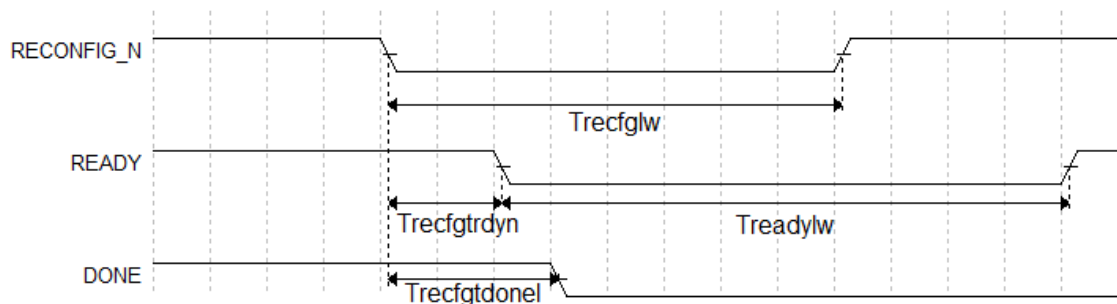 RECONFIG_N
Trecfglw
READY
Trecfgtrdyn
Treadylw
DONE
Trecfgtdonel